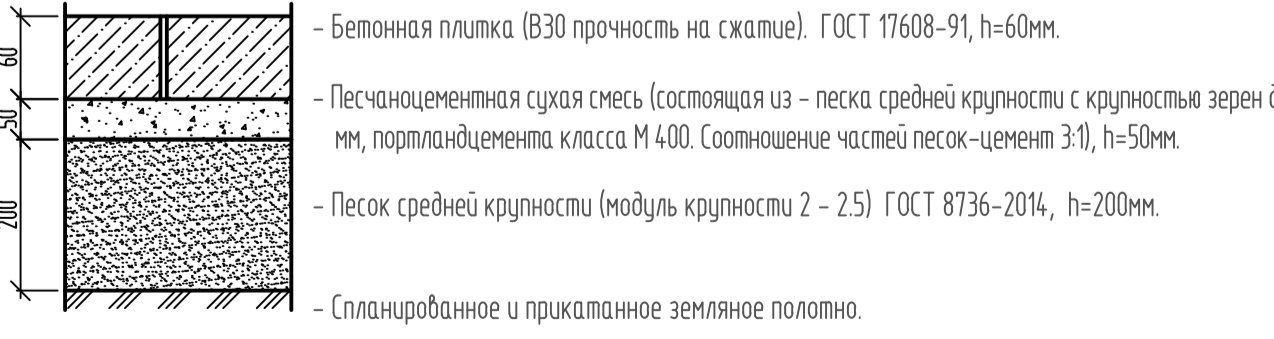 60
– Бетонная плитка (В30 прочность на сжатие). ГОСТ 17608-91, h=60мм.
50
– Песчаноцементная сухая смесь (состоящая из – песка средней крупности с крупностью зерен
мм, портландцемента класса М 400. Соотношение частей песок-цемент 3:1), h=50мм.
200
– Песок средней крупности (модуль крупности 2 – 2.5) ГОСТ 8736-2014, h=200мм.
– Спланированное и прикатанное земляное полотно.